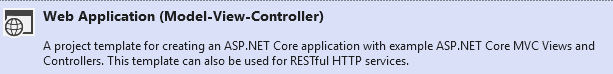 Web Application (Model-View-Controller)
A project template for creating an ASP.NET Core application with example ASP.NET Core MVC Views and
Controllers. This template can also be used for RESTful HTTP services.